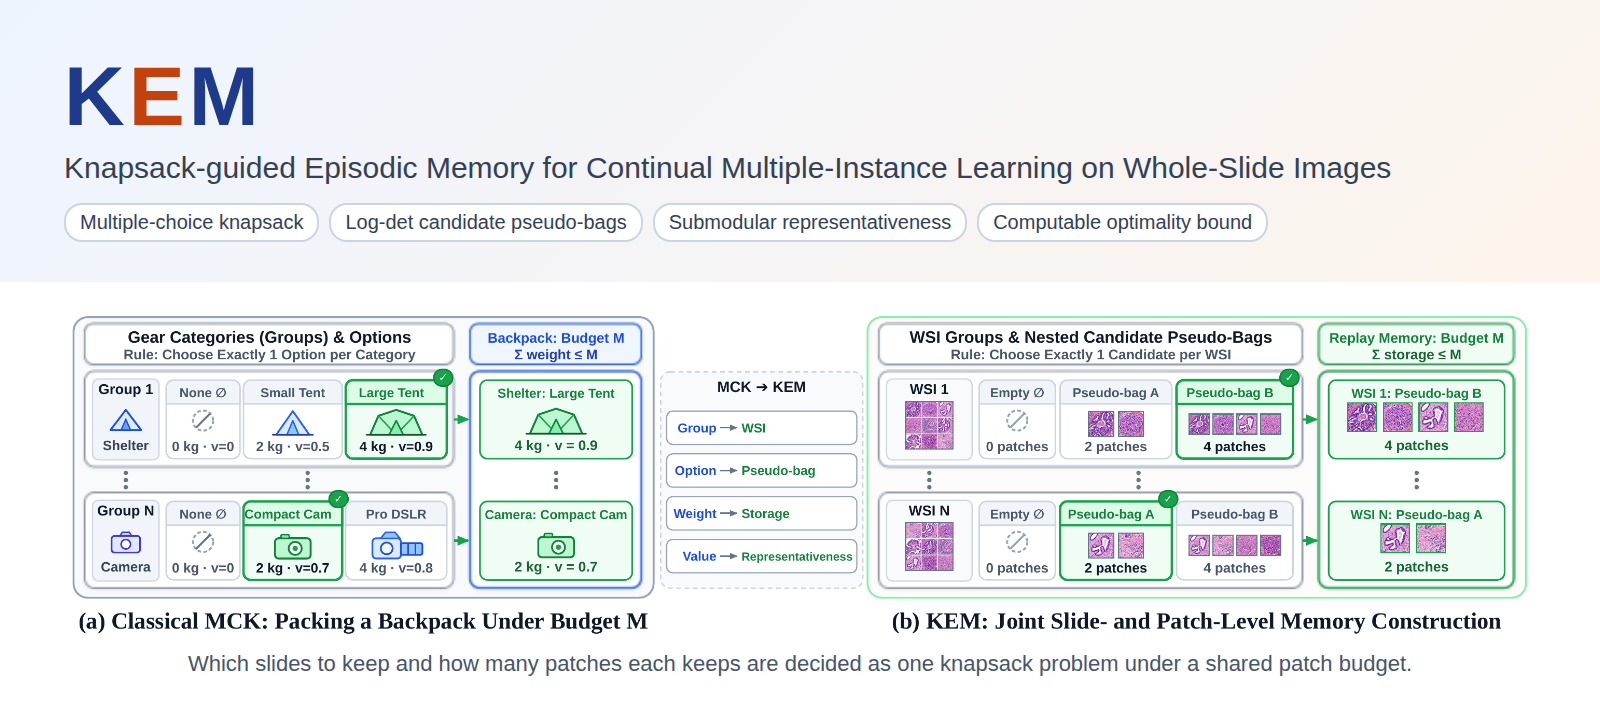 KEM
Knapsack-guided Episodic Memory for Continual Multiple-Instance Learning on Whole-Slide Images
Multiple-choice knapsack
Log-det candidate pseudo-bags
Submodular representativeness
Computable optimality bound
Gear Categories (Groups) & Options
Rule: Choose Exactly 1 Option per Category
Backpack: Budget M
Σ weight ≤ M
Group 1
Shelter
None ∅
0 kg · v=0
Small Tent
2 kg · v=0.5
Large Tent
✓
4 kg · v=0.9
Shelter: Large Tent
4 kg · v = 0.9
Group N
Camera
None ∅
0 kg · v=0
Compact Cam
✓
2 kg · v=0.7
Pro DSLR
4 kg · v=0.8
Camera: Compact Cam
2 kg · v = 0.7
(a) Classical MCK: Packing a Backpack Under Budget M
MCK ➔ KEM
Group → WSI
Option → Pseudo-bag
Weight → Storage
Value → Representativeness
WSI Groups & Nested Candidate Pseudo-Bags
Rule: Choose Exactly 1 Candidate per WSI
Replay Memory: Budget M
Σ storage ≤ M
WSI 1
Empty ∅
0 patches
Pseudo-bag A
2 patches
Pseudo-bag B
✓
4 patches
WSI 1: Pseudo-bag B
4 patches
WSI N
Empty ∅
0 patches
Pseudo-bag A
✓
2 patches
Pseudo-bag B
4 patches
WSI N: Pseudo-bag A
2 patches
(b) KEM: Joint Slide- and Patch-Level Memory Construction
Which slides to keep and how many patches each keeps are decided as one knapsack problem under a shared patch budget.